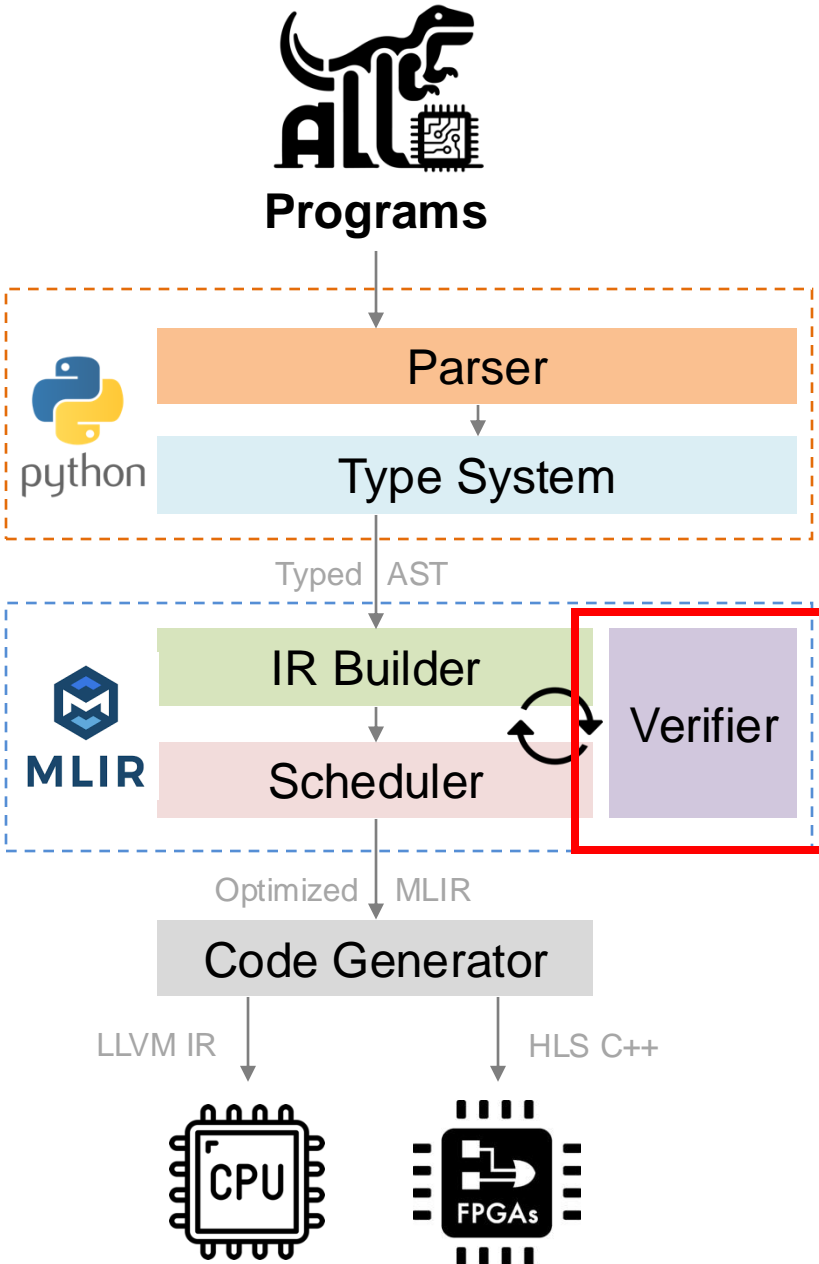 ALLO
Programs
Parser
python
Type System
Typed AST
IR Builder
MLIR
Verifier
Scheduler
Optimized MLIR
Code Generator
LLVM IR
HLS C++
CPU
FPGAs